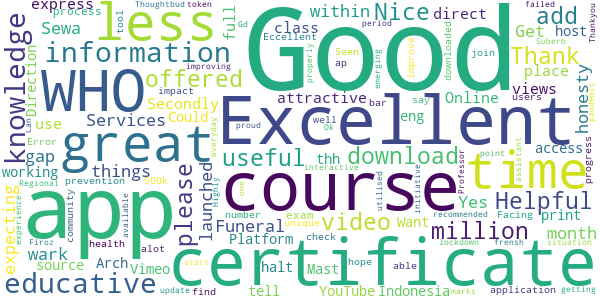 express Thoughtbud token
process tool
Sewa less
full Good Gd Eccellent
Nice direct class within
add host failed Thankyou
information improving
Get
knowledge Direction WHO offered Secondly
attractive Seen ap emerging improve downloaded join
Thank place
properly impact Could
Online say views users
Excellent
honesty
use Error can Services great
bar proud well Ok eng
pandemic
gap working things
useful thh download access
everyday interactive point assistant progress
prevention 500k please launched
course time
Regional community available health
one Highly Professor utilised initiative
Yes Helpful
expecting app number exam unique video million
recommended Facing print
Funeral Want month
Firoz experience wark alot
Platform check
lockdown frensh situation
source Arch Vimeo halt Mast hope able
certificate
educative
update find start tell YouTube Indonesia marks
application getting
period Suberb